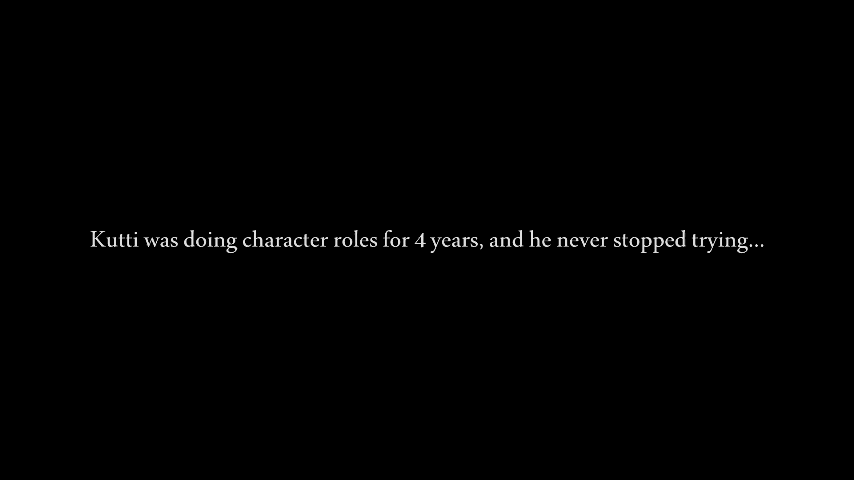 Kutti was doing character roles for 4 years, and he never stopped trying...